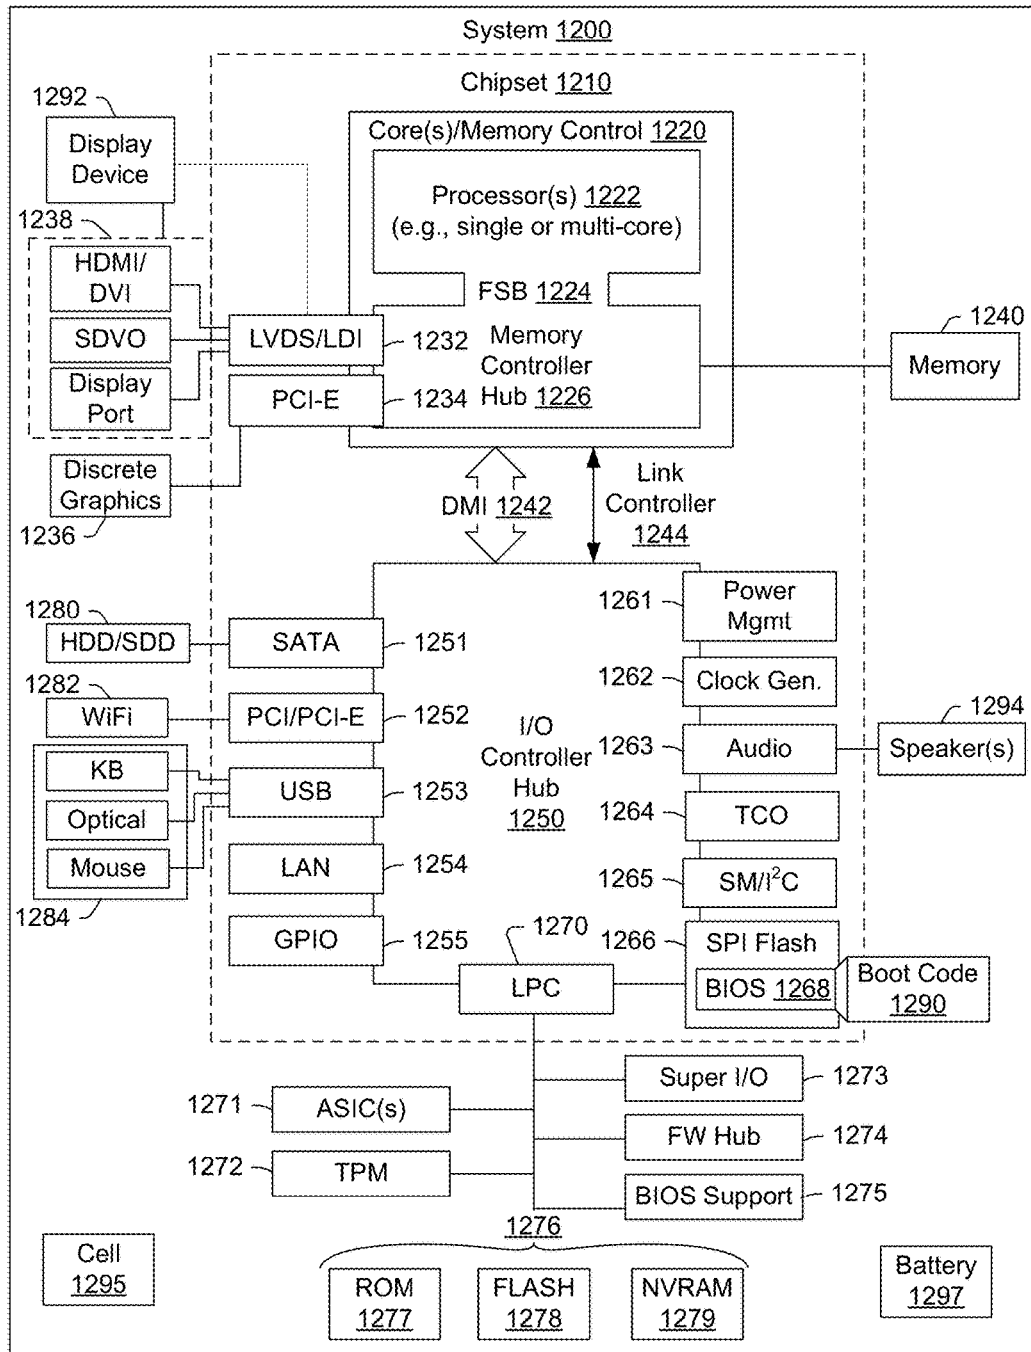 System 1200
Chipset 1210
1292
Display
Device
Core(s)/Memory Control 1220
Processor(s) 1222
(e.g., single or multi-core)
1238
HDMI/
DVI
SDVO
Display
Port
FSB 1224
LVDS/LDI
1232
PCI-E
1234
Memory
Controller
Hub 1226
1240
Memory
Discrete
Graphics
1236
DMI 1242
Link
Controller
1244
1280
HDD/SDD
SATA
1251
1282
WiFi
PCI/PCI-E
1252
KB
Optical
Mouse
1284
USB
1253
LAN
1254
GPIO
1255
I/O
Controller
Hub
1250
1261
Power
Mgmt
1262
Clock Gen.
1263
Audio
1294
Speaker(s)
1264
TCO
1265
SM/I²C
1266
SPI Flash
BIOS 1268
Boot Code
1290
1270
LPC
1271
ASIC(s)
1272
TPM
Super I/O
1273
FW Hub
1274
BIOS Support
1275
1276
ROM
1277
FLASH
1278
NVRAM
1279
Cell
1295
Battery
1297